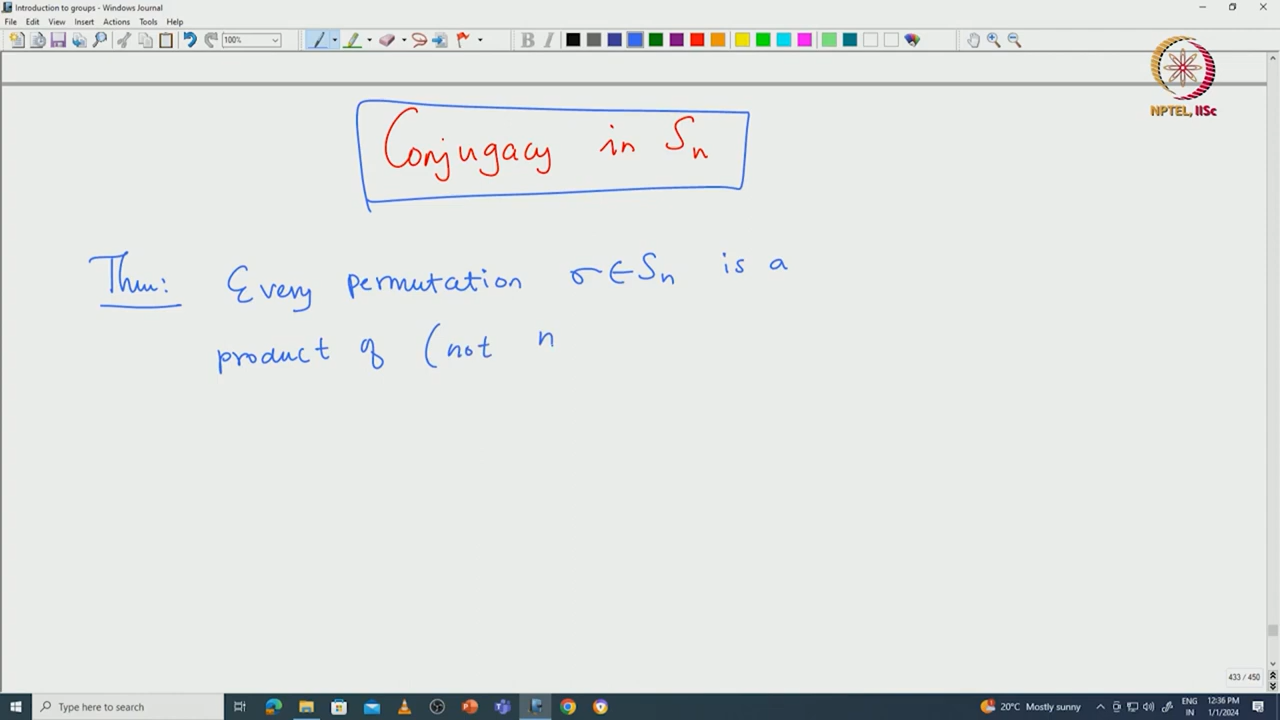 Introduction to groups - Windows Journal
File Edit View Insert Actions Tools Help
100%
B I
NPTEL, IISc
Conjugacy in Sn
Thm: Every permutation σ∈Sn is a
product of (not n
433 / 450
Type here to search
20°C Mostly sunny
ENG
IN
12:36 PM
1/1/2024